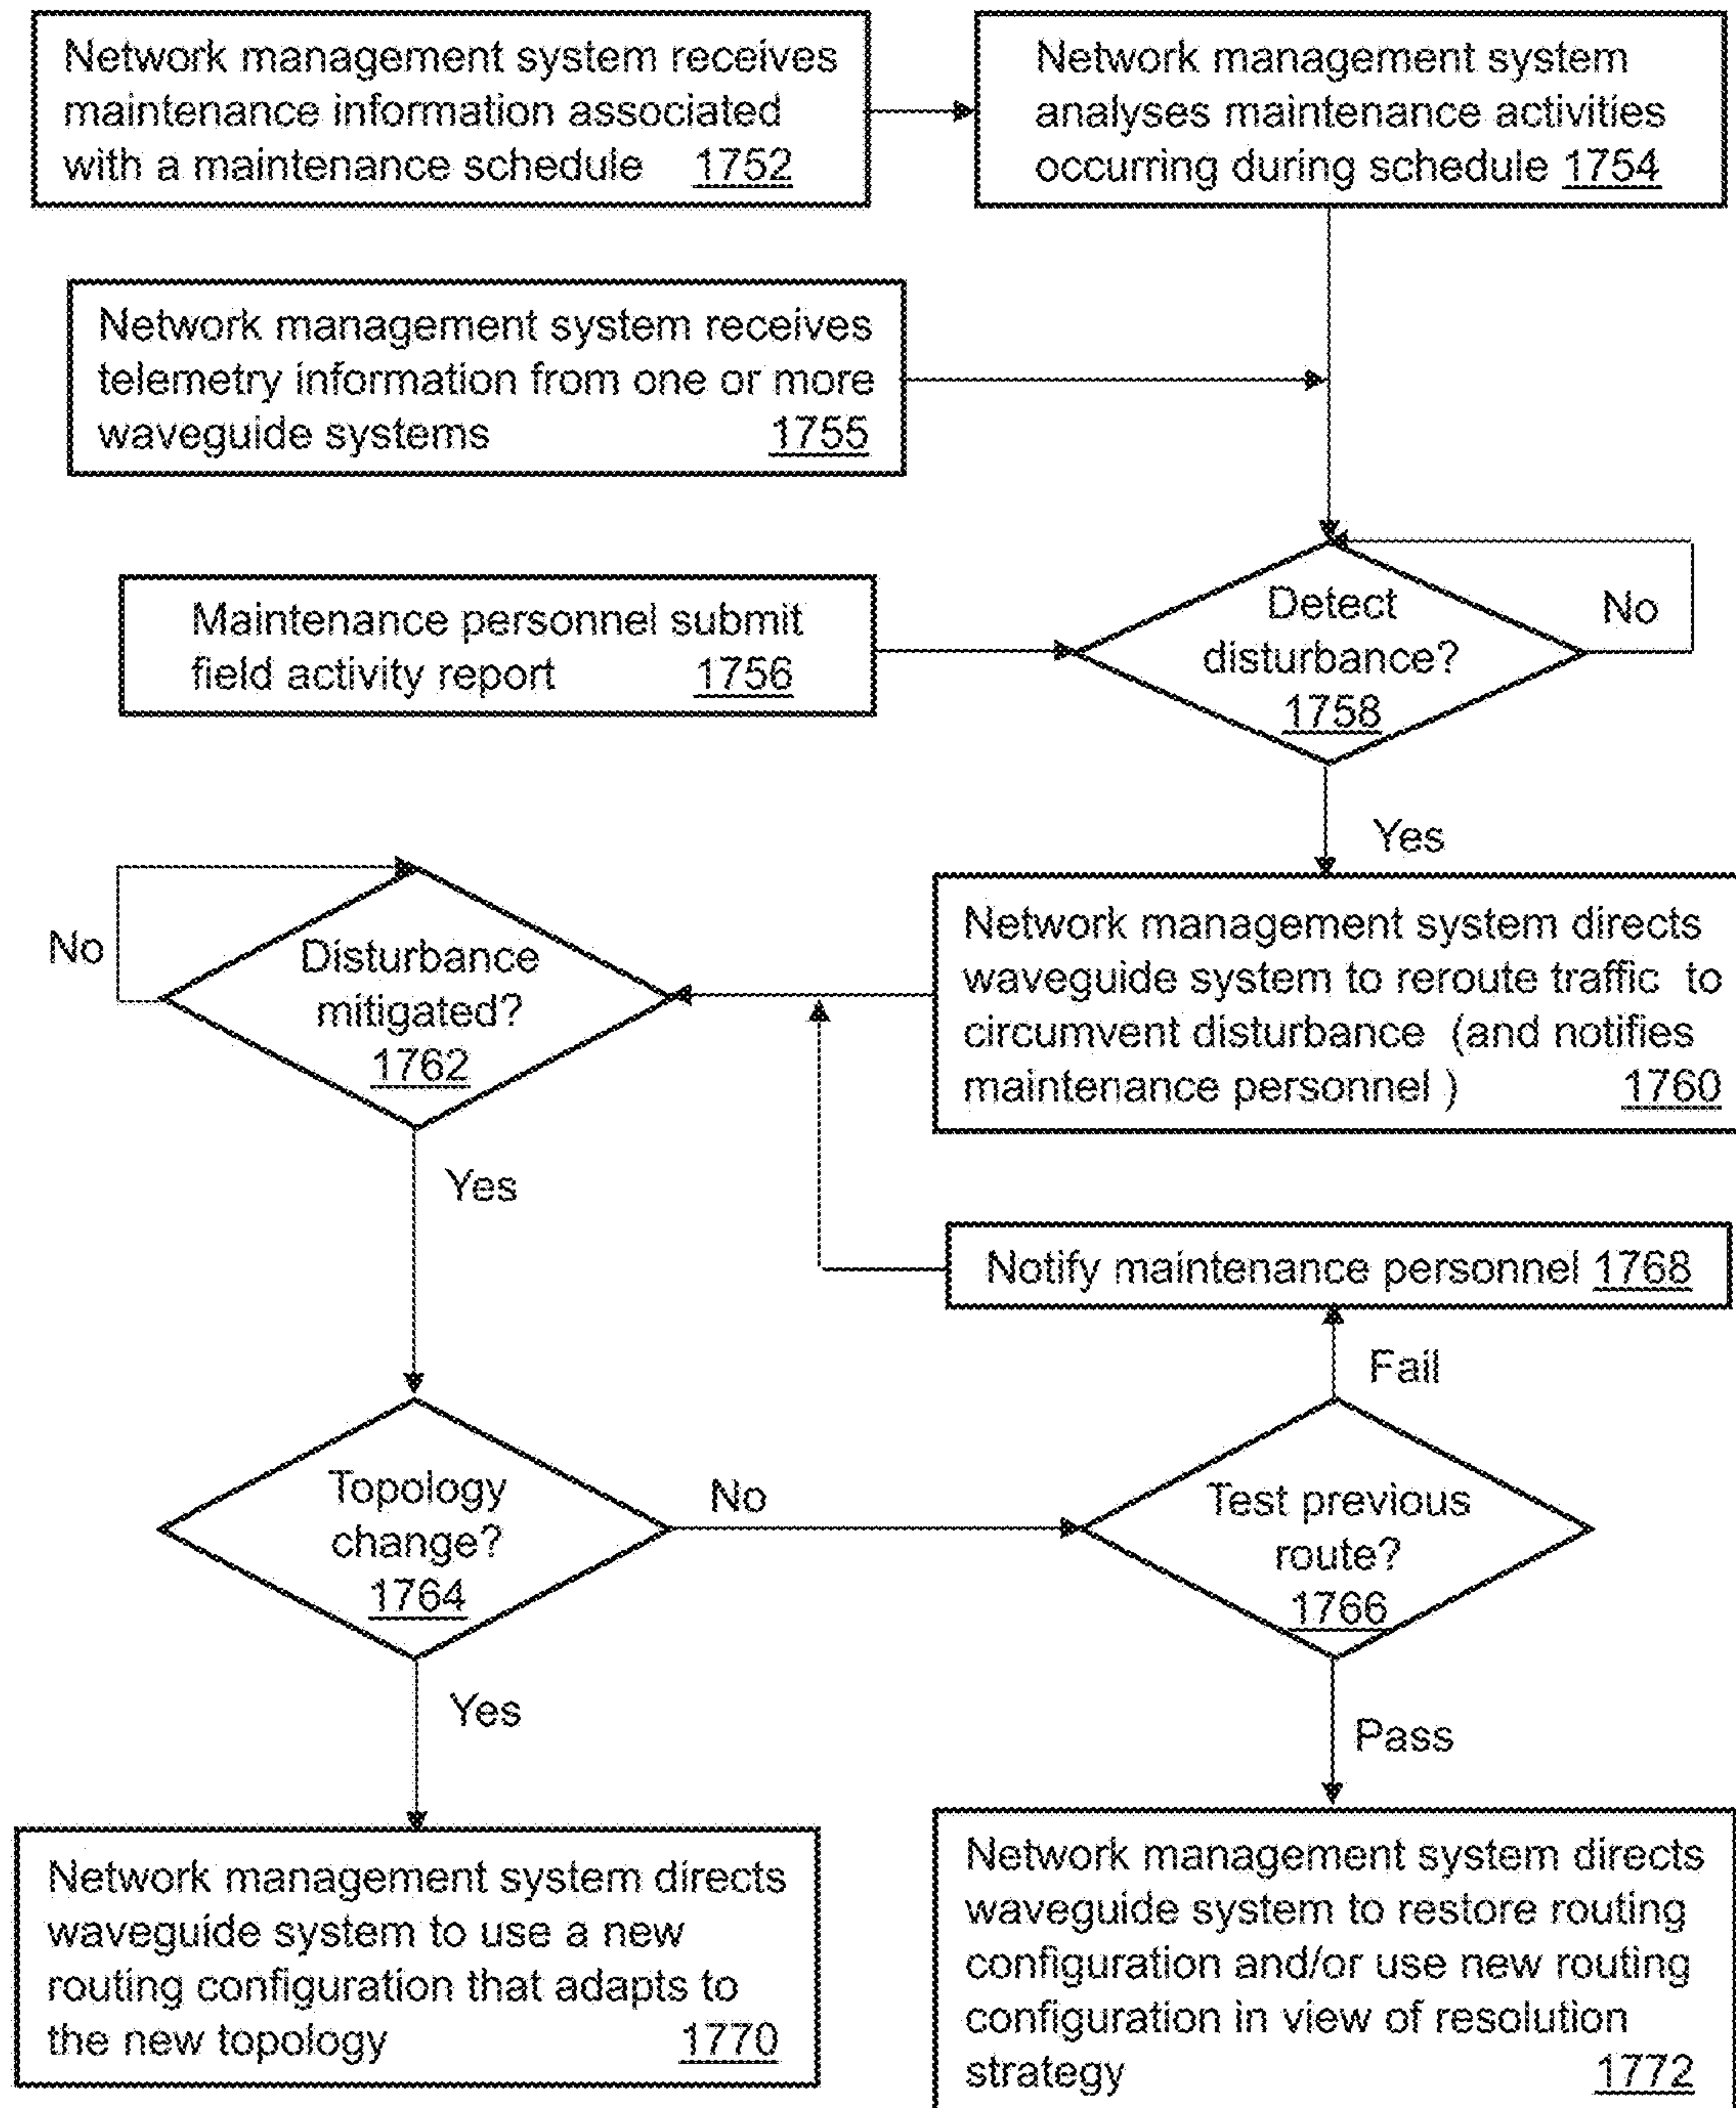 Network management system receives
maintenance information associated
with a maintenance schedule 1752
Network management system
analyses maintenance activities
occurring during schedule 1754
Network management system receives
telemetry information from one or more
waveguide systems 1755
Maintenance personnel submit
field activity report 1756
Detect
disturbance?
1758
No
Yes
Network management system directs
waveguide system to reroute traffic to
circumvent disturbance (and notifies
maintenance personnel ) 1760
No
Disturbance
mitigated?
1762
Yes
Notify maintenance personnel 1768
Fail
Topology
change?
1764
No
Test previous
route?
1766
Yes
Pass
Network management system directs
waveguide system to use a new
routing configuration that adapts to
the new topology 1770
Network management system directs
waveguide system to restore routing
configuration and/or use new routing
configuration in view of resolution
strategy 1772